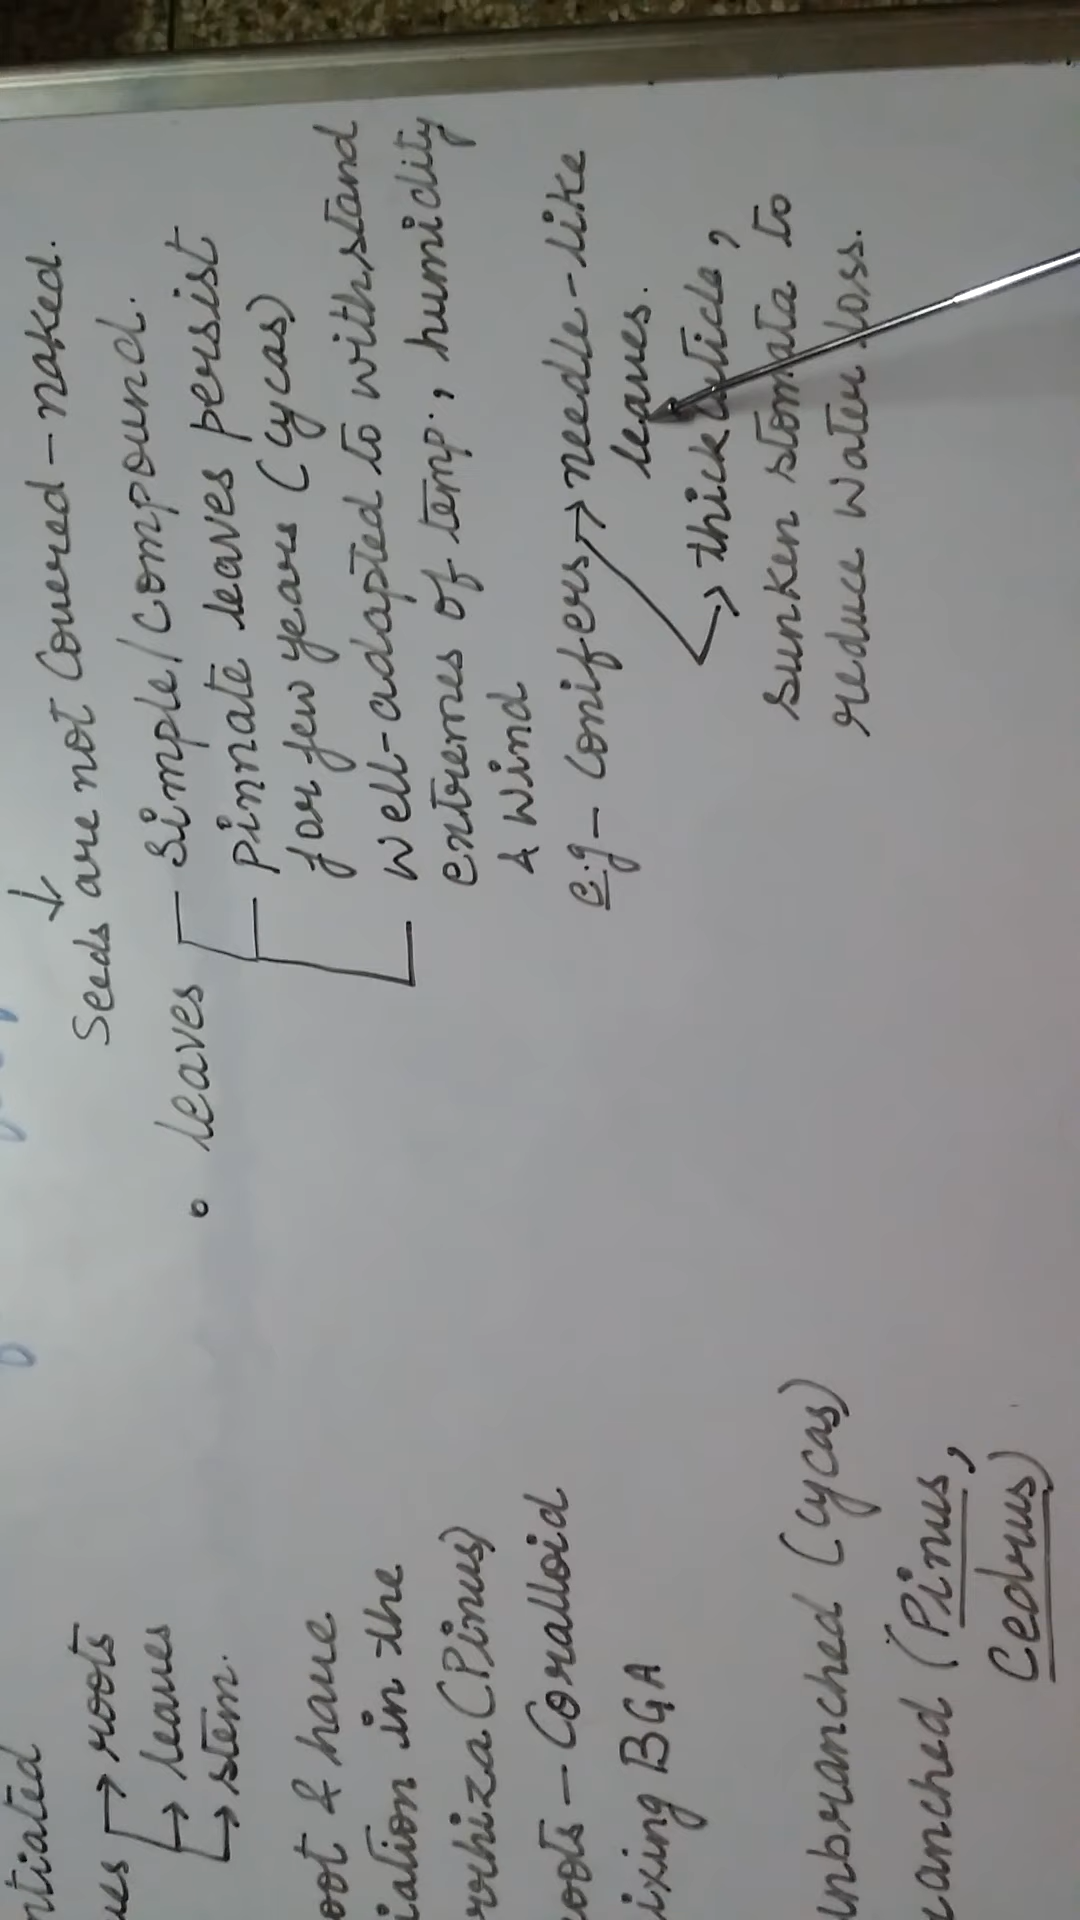 ntiated
ues → roots
→ leaves
→ stem.
oot & have
iation in the
rrhiza (Pinus)
oots - Coralloid
ixing BGA
unbranched (Cycas)
ranched (Pinus,
Cedrus)
↓
Seeds are not Covered - naked.
• leaves - Simple/compound.
pinnate leaves persist
for few years (Cycas)
well-adapted to withstand
extremes of temp., humidity
& wind
e.g - Conifers → needle-like
leaves.
→ thick cuticle,
sunken stomata to
reduce water loss.